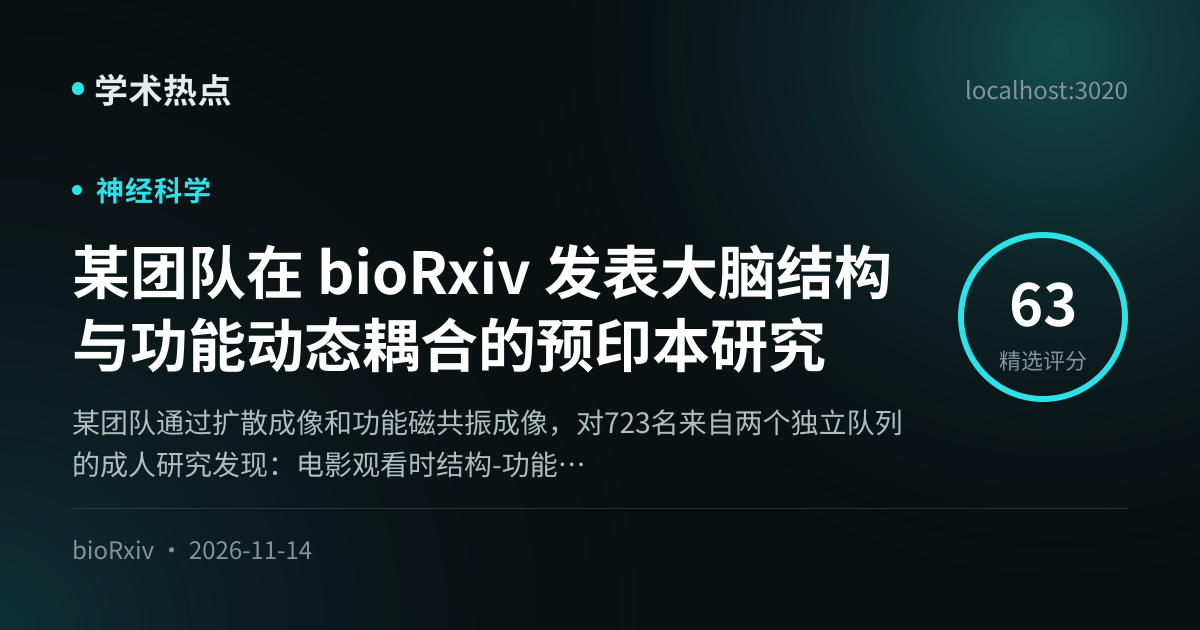 学术热点
localhost:3020
神经科学
某团队在 bioRxiv 发表大脑结构
与功能动态耦合的预印本研究
63
精选评分
某团队通过扩散成像和功能磁共振成像，对723名来自两个独立队列
的成人研究发现：电影观看时结构-功能…
bioRxiv · 2026-11-14